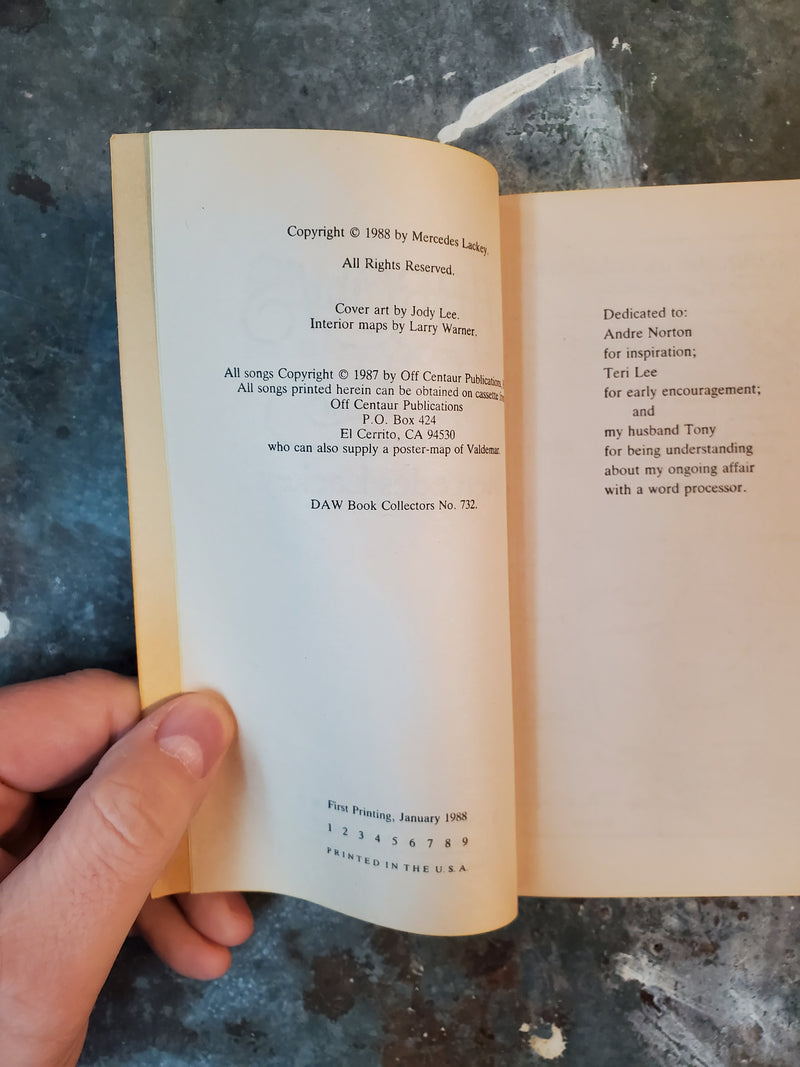 Copyright © 1988 by Mercedes Lackey.
All Rights Reserved.
Cover art by Jody Lee.
Interior maps by Larry Warner.
All songs Copyright © 1987 by Off Centaur Publications,
All songs printed herein can be obtained on cassette
Off Centaur Publications
P.O. Box 424
El Cerrito, CA 94530
who can also supply a poster-map of Valdemar.
DAW Book Collectors No. 732.
First Printing, January 1988
1 2 3 4 5 6 7 8 9
PRINTED IN THE U.S.A.
Dedicated to:
Andre Norton
for inspiration;
Teri Lee
for early encouragement;
and
my husband Tony
for being understanding
about my ongoing affair
with a word processor.